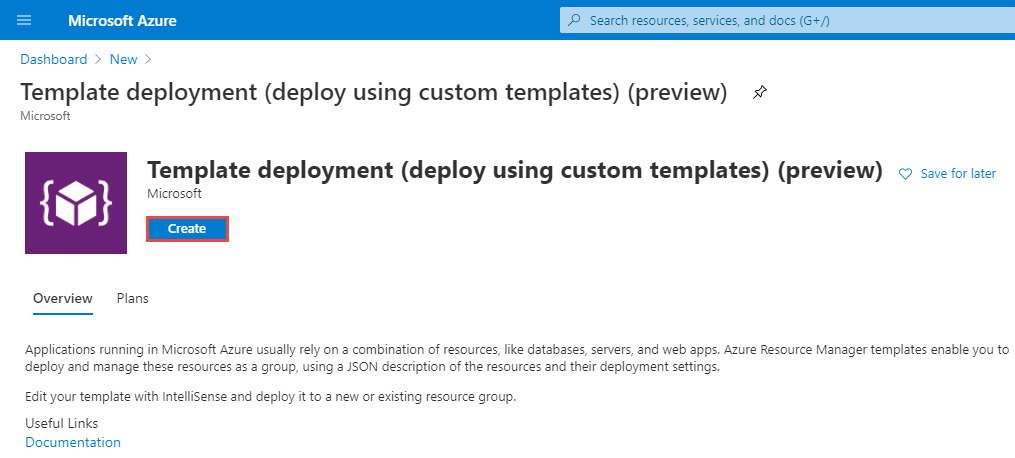 Microsoft Azure
Search resources, services, and docs (G+/)
Dashboard > New >
Template deployment (deploy using custom templates) (preview)
Microsoft
Template deployment (deploy using custom templates) (preview)
Save for later
Microsoft
Create
Overview Plans
Applications running in Microsoft Azure usually rely on a combination of resources, like databases, servers, and web apps. Azure Resource Manager templates enable you to
deploy and manage these resources as a group, using a JSON description of the resources and their deployment settings.
Edit your template with IntelliSense and deploy it to a new or existing resource group.
Useful Links
Documentation